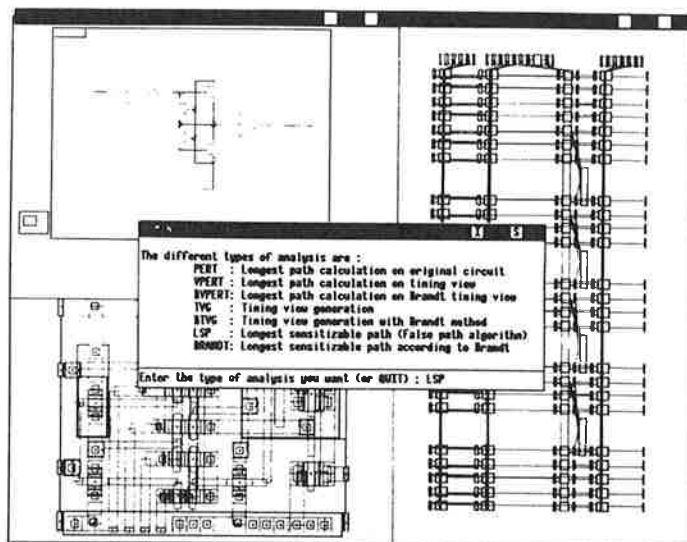 I S
The different types of analysis are :
PERT : Longest path calculation on original circuit
VPERT : Longest path calculation on timing view
BVPERT: Longest path calculation on Brandt timing view
TVG : Timing view generation
BTVG : Timing view generation with Brandt method
LSP : Longest sensitizable path (False path algorithm)
BRANDT: Longest sensitizable path according to Brandt
Enter the type of analysis you want (or QUIT) : LSP